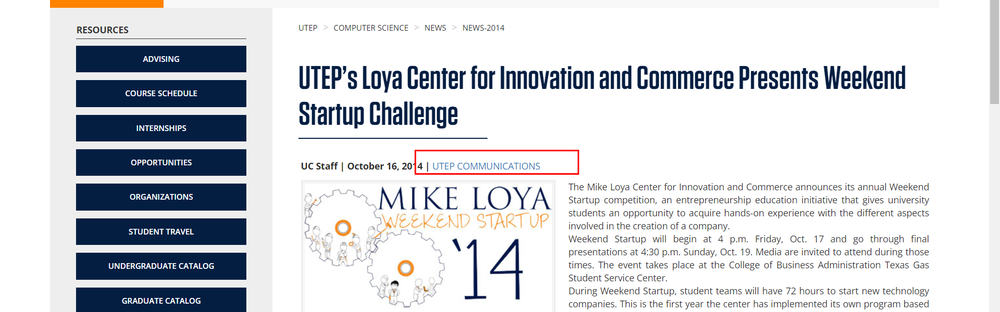 RESOURCES
ADVISING
COURSE SCHEDULE
INTERNSHIPS
OPPORTUNITIES
ORGANIZATIONS
STUDENT TRAVEL
UNDERGRADUATE CATALOG
GRADUATE CATALOG
UTEP > COMPUTER SCIENCE > NEWS > NEWS-2014
UTEP’s Loya Center for Innovation and Commerce Presents Weekend
Startup Challenge
UC Staff | October 16, 2014 | UTEP COMMUNICATIONS
MIKE LOYA
WEEKEND STARTUP
'14
The Mike Loya Center for Innovation and Commerce announces its annual Weekend
Startup competition, an entrepreneurship education initiative that gives university
students an opportunity to acquire hands-on experience with the different aspects
involved in the creation of a company.
Weekend Startup will begin at 4 p.m. Friday, Oct. 17 and go through final
presentations at 4:30 p.m. Sunday, Oct. 19. Media are invited to attend during those
times. The event takes place at the College of Business Administration Texas Gas
Student Service Center.
During Weekend Startup, student teams will have 72 hours to start new technology
companies. This is the first year the center has implemented its own program based